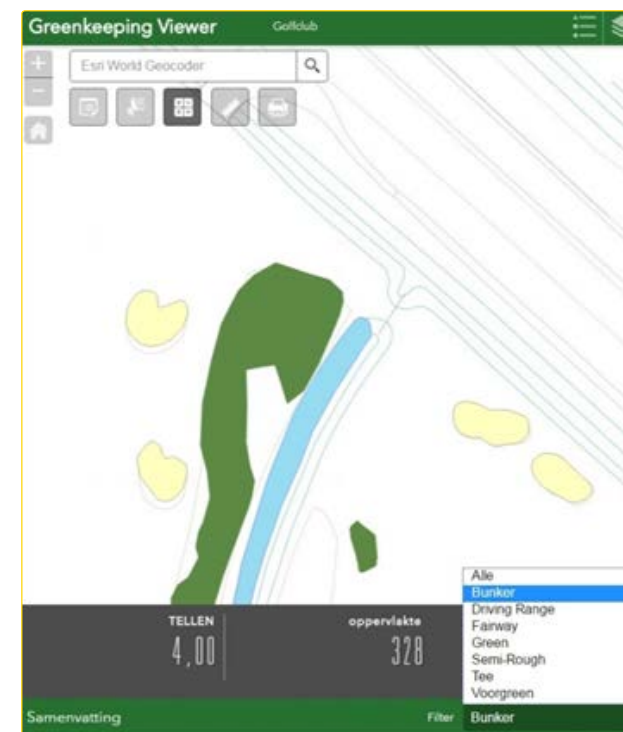 Greenkeeping Viewer Golfclub
Esri World Geocoder
TELLEN
4,00
oppervlakte
328
Alle
Bunker
Driving Range
Fairway
Green
Semi-Rough
Tee
Voorgreen
Samenvatting Filter Bunker